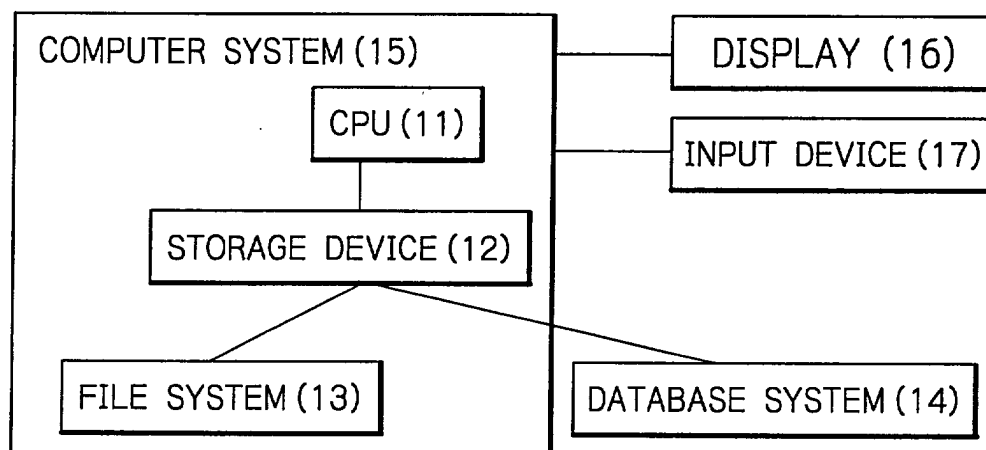 COMPUTER SYSTEM (15)
DISPLAY (16)
CPU (11)
INPUT DEVICE (17)
STORAGE DEVICE (12)
FILE SYSTEM (13)
DATABASE SYSTEM (14)